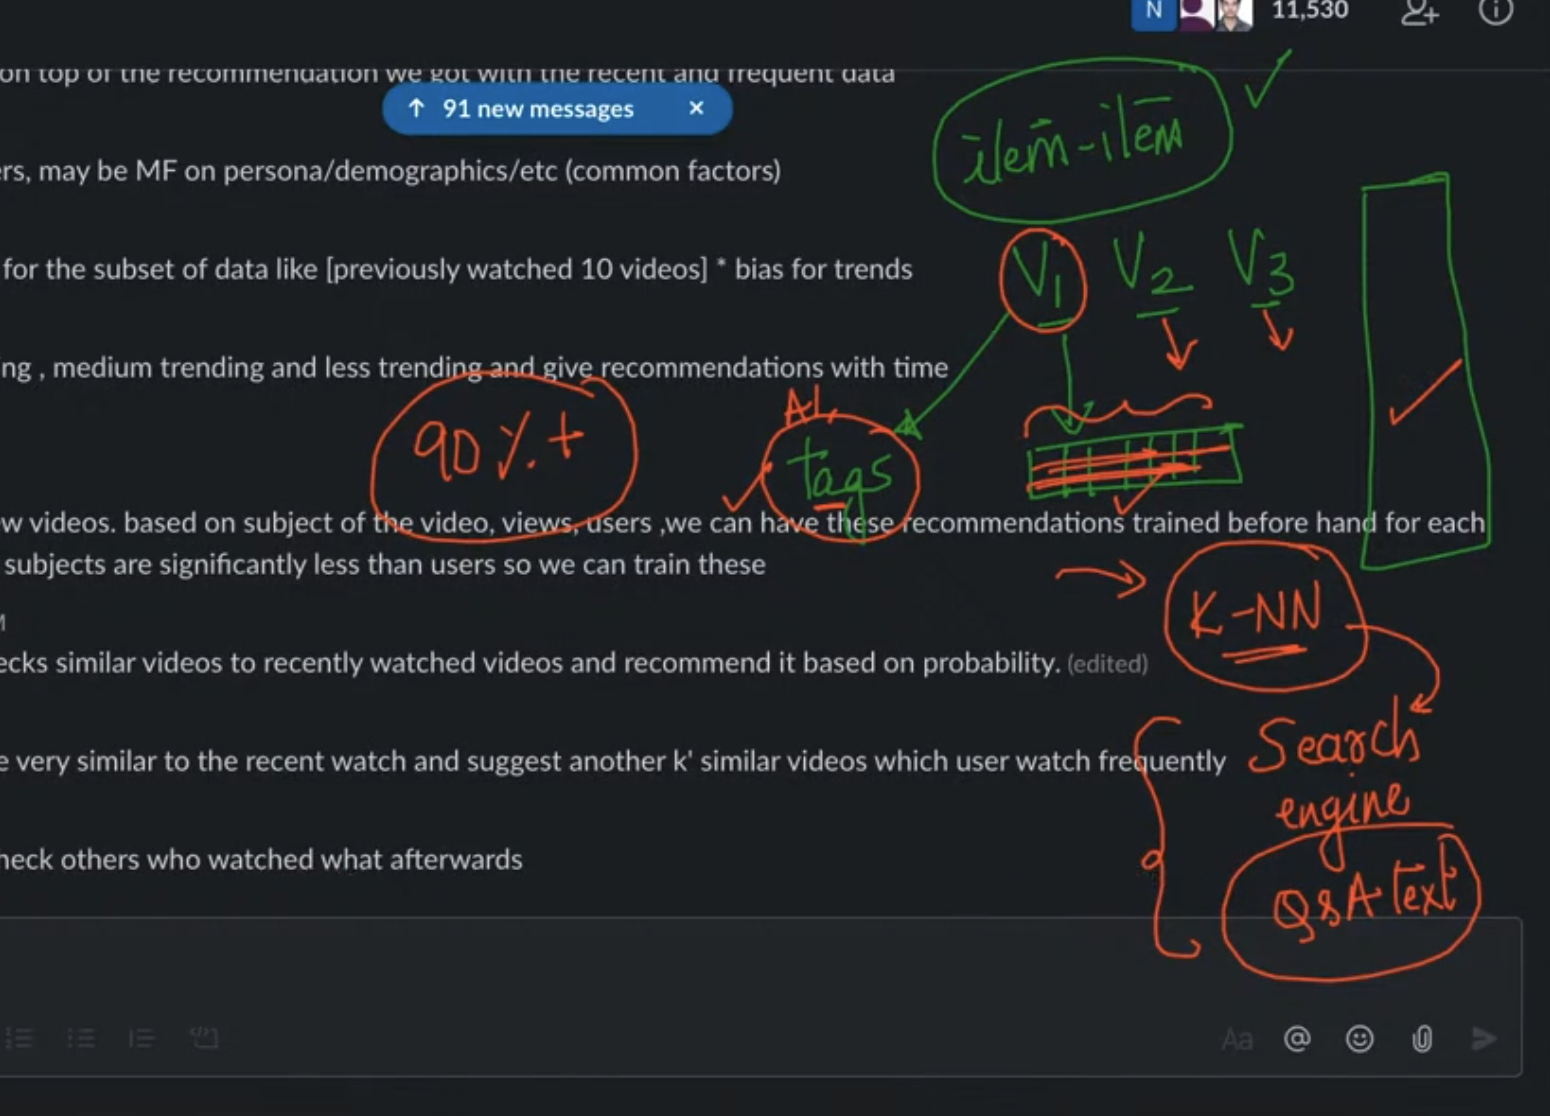 N 11,530
on top of the recommendation we got with the recent and frequent data
↑ 91 new messages ×
item-item
ers, may be MF on persona/demographics/etc (common factors)
V1 V2 V3
for the subset of data like [previously watched 10 videos] * bias for trends
ng , medium trending and less trending and give recommendations with time
90%+
tags
w videos. based on subject of the video, views, users ,we can have these recommendations trained before hand for each
subjects are significantly less than users so we can train these
K-NN
ecks similar videos to recently watched videos and recommend it based on probability. (edited)
Search
e very similar to the recent watch and suggest another k' similar videos which user watch frequently
engine
heck others who watched what afterwards
Q&A Text
Aa @